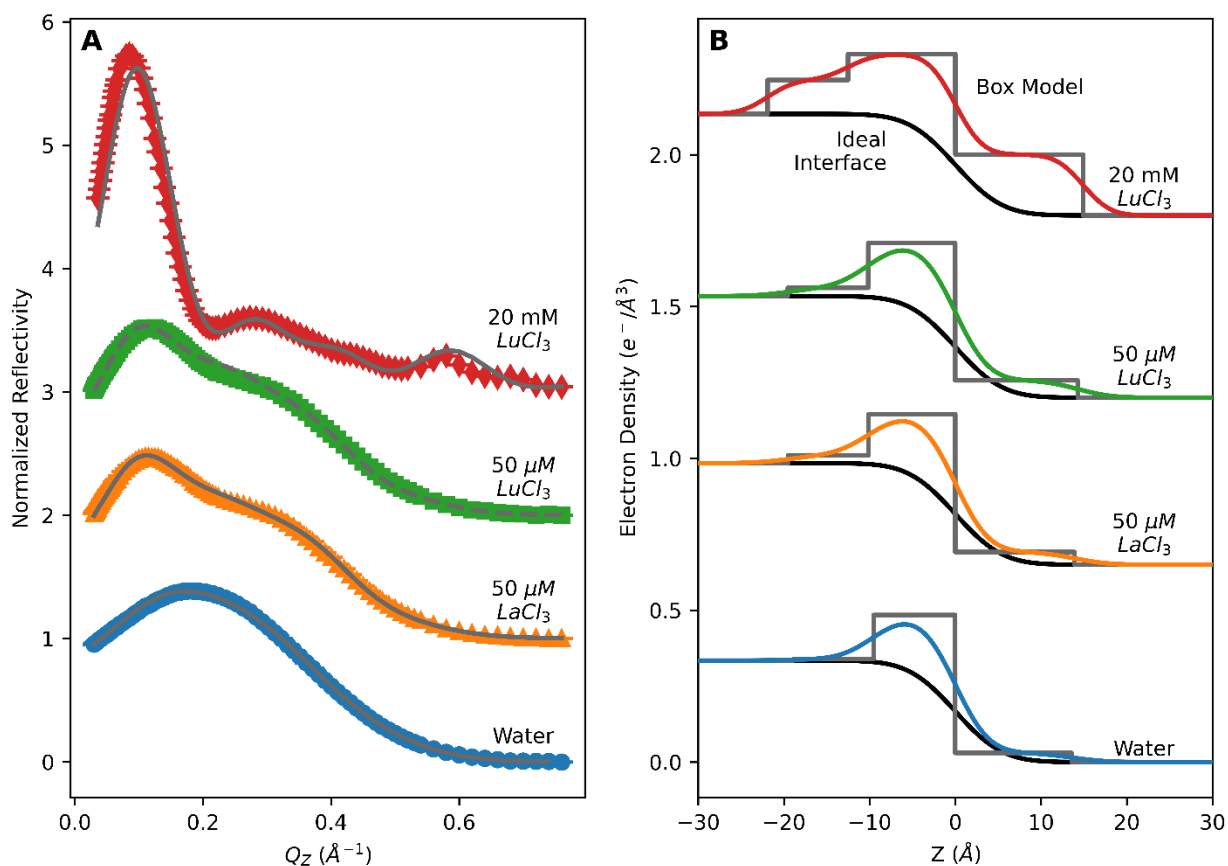 A
6
5
4
3
2
1
0
Normalized Reflectivity
20 mM
LuCl₃
50 μM
LuCl₃
50 μM
LaCl₃
Water
0.0 0.2 0.4 0.6
Q_Z (Å⁻¹)
B
2.0
1.5
1.0
0.5
0.0
Electron Density (e⁻/Å³)
Box Model
Ideal
Interface
20 mM
LuCl₃
50 μM
LuCl₃
50 μM
LaCl₃
Water
−30 −20 −10 0 10 20 30
Z (Å)